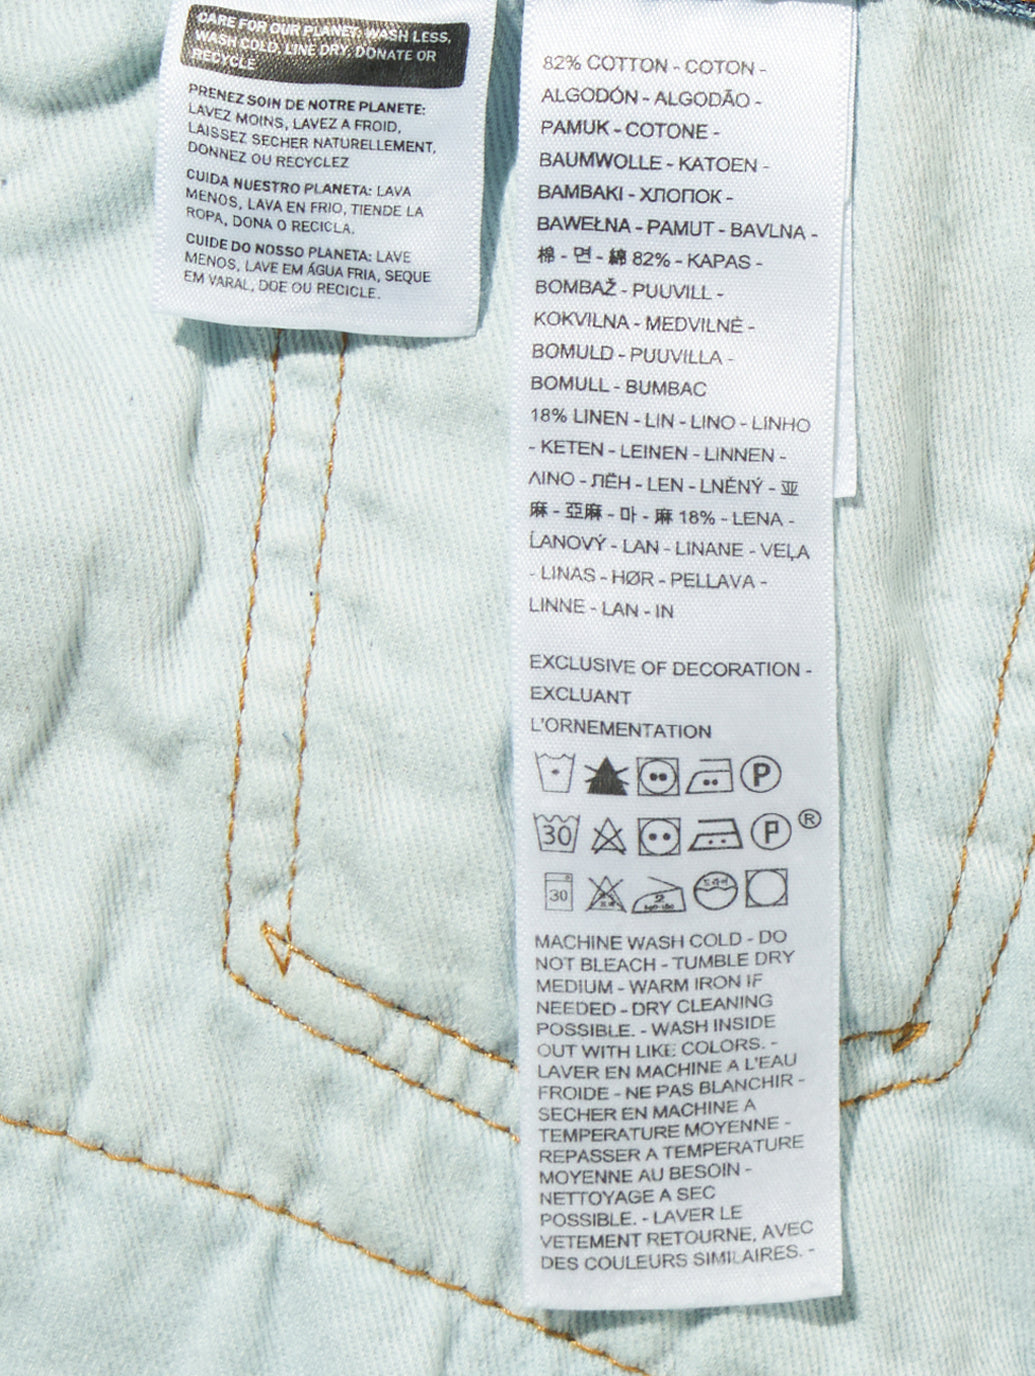 CARE FOR OUR PLANET: WASH LESS,
WASH COLD, LINE DRY, DONATE OR
RECYCLE
PRENEZ SOIN DE NOTRE PLANETE:
LAVEZ MOINS, LAVEZ A FROID,
LAISSEZ SECHER NATURELLEMENT,
DONNEZ OU RECYCLEZ
CUIDA NUESTRO PLANETA: LAVA
MENOS, LAVA EN FRIO, TIENDE LA
ROPA, DONA O RECICLA.
CUIDE DO NOSSO PLANETA: LAVE
MENOS, LAVE EM ÁGUA FRIA, SEQUE
EM VARAL, DOE OU RECICLE.
82% COTTON - COTON -
ALGODÓN - ALGODÃO -
PAMUK - COTONE -
BAUMWOLLE - KATOEN -
ΒΑΜΒΑΚΙ - ХЛОПОК -
BAWEŁNA - PAMUT - BAVLNA -
棉 - 면 - 綿 82% - KAPAS -
BOMBAŽ - PUUVILL -
KOKVILNA - MEDVILNĖ -
BOMULD - PUUVILLA -
BOMULL - BUMBAC
18% LINEN - LIN - LINO - LINHO
- KETEN - LEINEN - LINNEN -
ΛΙΝΟ - ЛЁН - LEN - LNĚNÝ - 亚
麻 - 亞麻 - 마 - 麻 18% - LENA -
ĽANOVÝ - LAN - LINANE - VEĻA
- LINAS - HØR - PELLAVA -
LINNE - LAN - IN
EXCLUSIVE OF DECORATION -
EXCLUANT
L'ORNEMENTATION
P
30 P ®
30
MACHINE WASH COLD - DO
NOT BLEACH - TUMBLE DRY
MEDIUM - WARM IRON IF
NEEDED - DRY CLEANING
POSSIBLE. - WASH INSIDE
OUT WITH LIKE COLORS. -
LAVER EN MACHINE A L'EAU
FROIDE - NE PAS BLANCHIR -
SECHER EN MACHINE A
TEMPERATURE MOYENNE -
REPASSER A TEMPERATURE
MOYENNE AU BESOIN -
NETTOYAGE A SEC
POSSIBLE. - LAVER LE
VETEMENT RETOURNE, AVEC
DES COULEURS SIMILAIRES. -